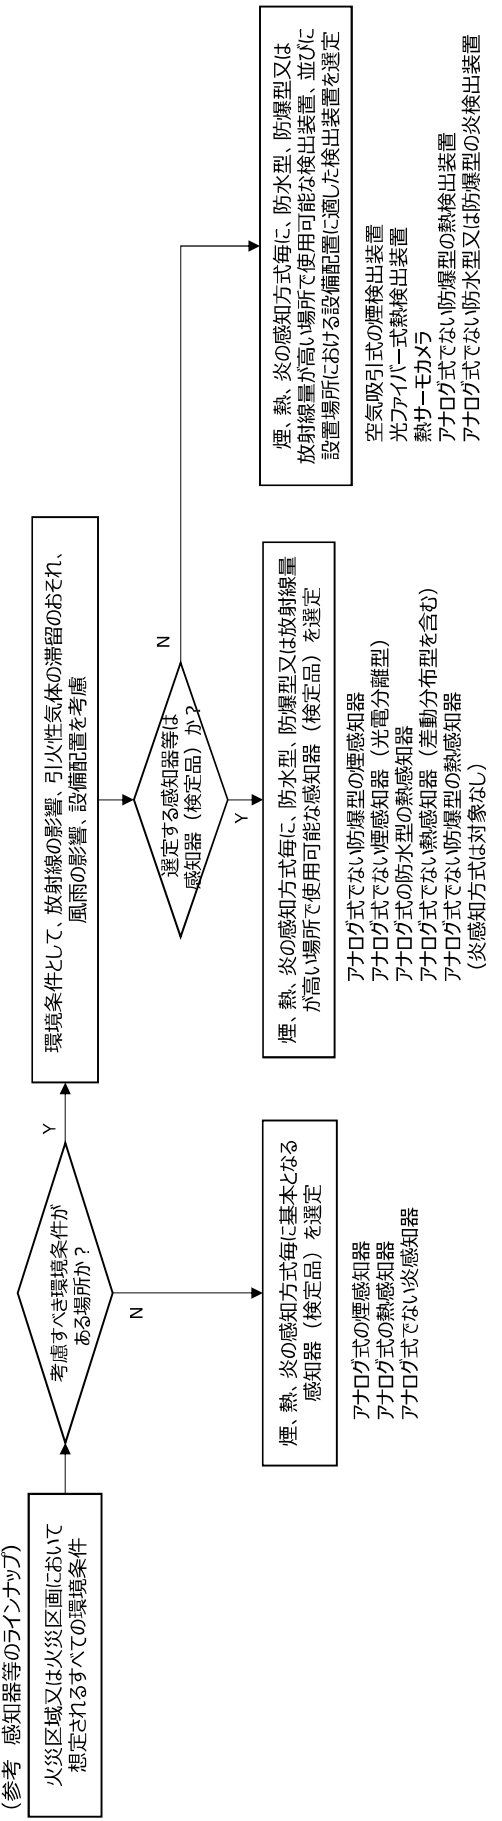 （参考　感知器等のラインナップ）
火災区域又は火災区画において
想定されるすべての環境条件
考慮すべき環境条件が
ある場所か？
Y
N
環境条件として、放射線の影響、引火性気体の滞留のおそれ、
風雨の影響、設備配置を考慮
選定する感知器等は
感知器（検定品）か？
Y
N
煙、熱、炎の感知方式毎に基本となる
感知器（検定品）を選定
アナログ式の煙感知器
アナログ式の熱感知器
アナログ式でない炎感知器
煙、熱、炎の感知方式毎に、防水型、防爆型又は放射線量
が高い場所で使用可能な感知器（検定品）を選定
アナログ式でない防爆型の煙感知器
アナログ式でない煙感知器（光電分離型）
アナログ式の防水型の熱感知器
アナログ式でない熱感知器（差動分布型を含む）
アナログ式でない防爆型の熱感知器
（炎感知方式は対象なし）
煙、熱、炎の感知方式毎に、防水型、防爆型又は
放射線量が高い場所で使用可能な検出装置、並びに
設置場所における設備配置に適した検出装置を選定
空気吸引式の煙検出装置
光ファイバー式熱検出装置
熱サーモカメラ
アナログ式でない防爆型の熱検出装置
アナログ式でない防水型又は防爆型の炎検出装置